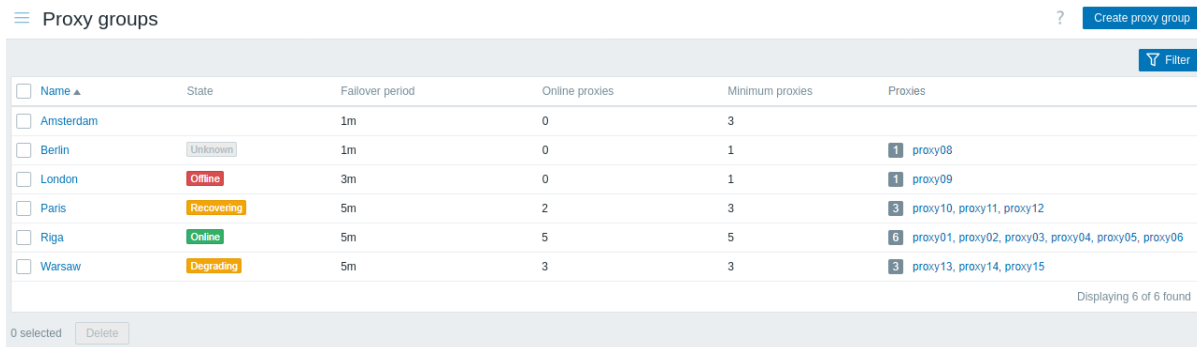 Proxy groups ? Create proxy group
Filter
Name State Failover period Online proxies Minimum proxies Proxies
Amsterdam 1m 0 3
Berlin Unknown 1m 0 1 1 proxy08
London Offline 3m 0 1 1 proxy09
Paris Recovering 5m 2 3 3 proxy10, proxy11, proxy12
Riga Online 5m 5 5 6 proxy01, proxy02, proxy03, proxy04, proxy05, proxy06
Warsaw Degrading 5m 3 3 3 proxy13, proxy14, proxy15
Displaying 6 of 6 found
0 selected Delete